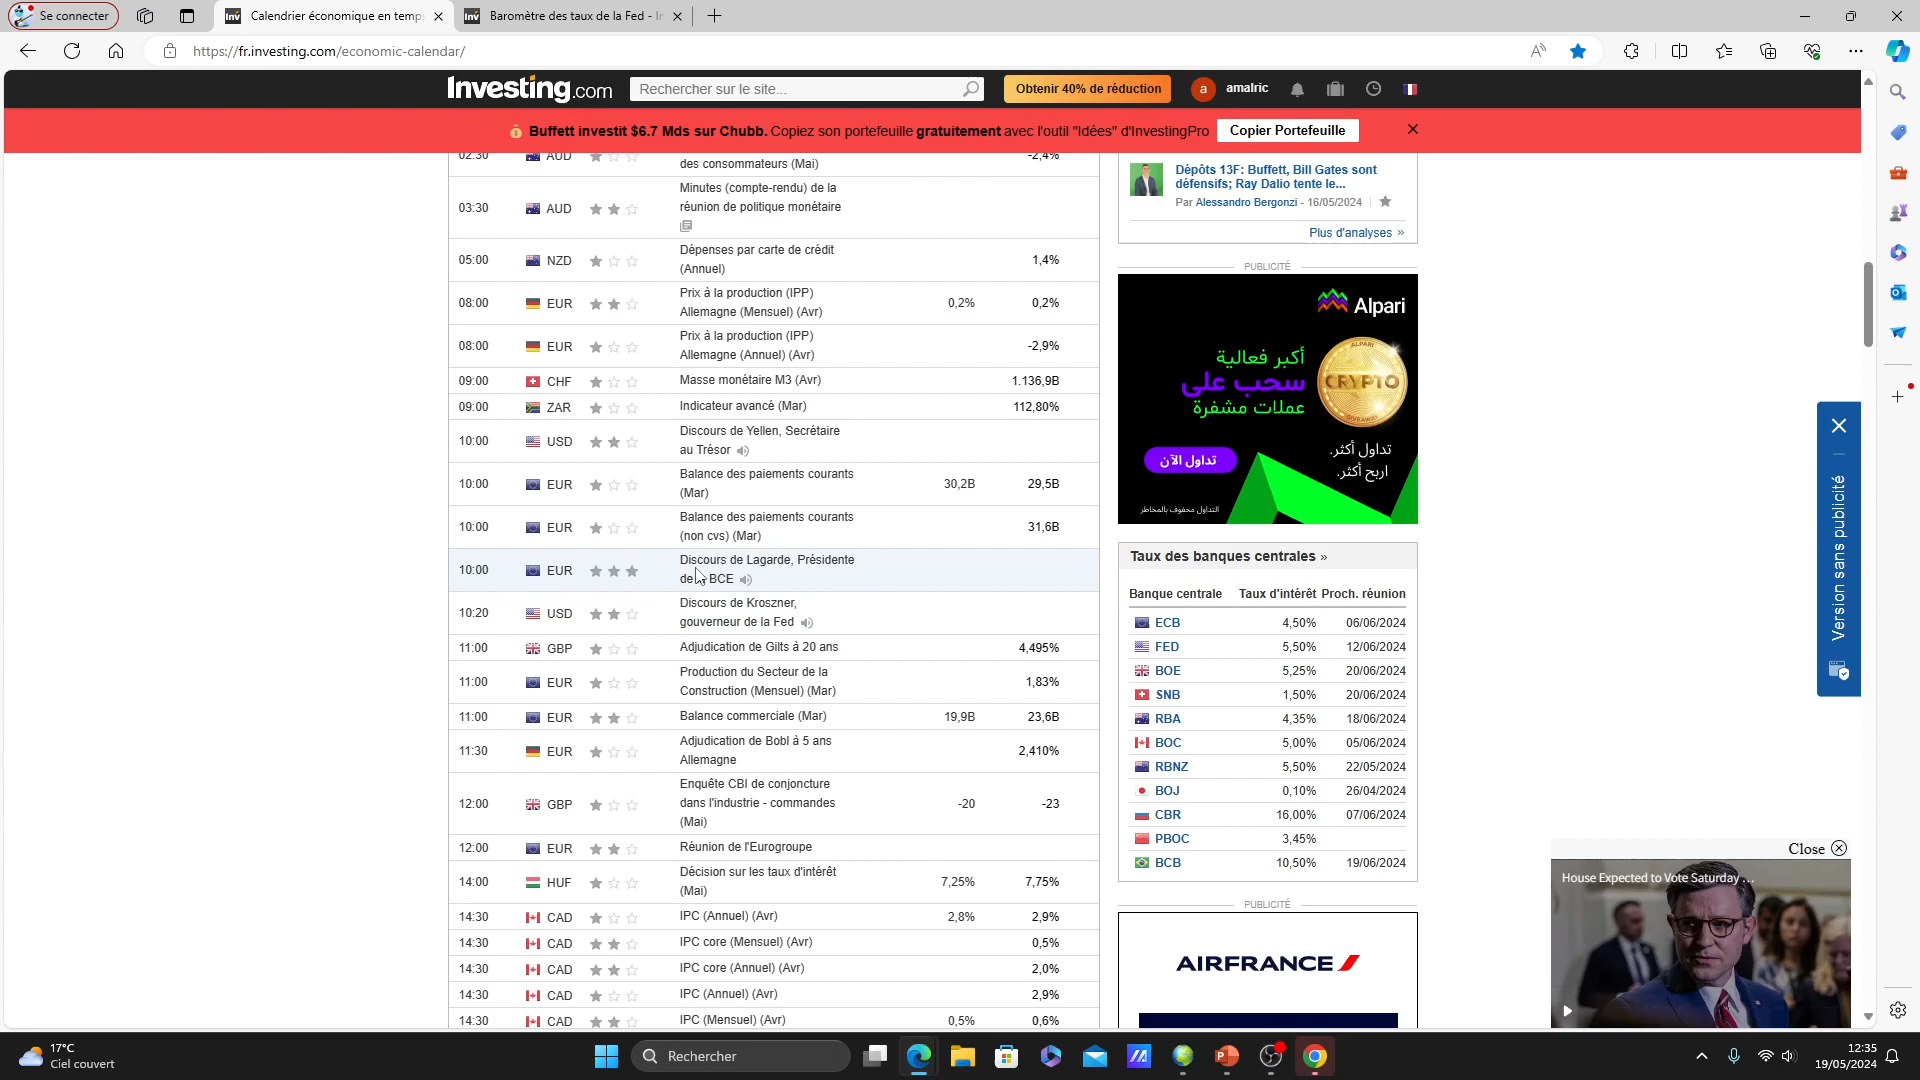 Se connecter
Calendrier économique en temps
Baromètre des taux de la Fed - In
https://fr.investing.com/economic-calendar/
Investing.com
Rechercher sur le site...
Obtenir 40% de réduction
a
amalric
Buffett investit $6.7 Mds sur Chubb. Copiez son portefeuille gratuitement avec l'outil "Idées" d'InvestingPro
Copier Portefeuille
02:30 AUD des consommateurs (Mai) -2,4%
03:30 AUD Minutes (compte-rendu) de la
réunion de politique monétaire
05:00 NZD Dépenses par carte de crédit
(Annuel) 1,4%
08:00 EUR Prix à la production (IPP)
Allemagne (Mensuel) (Avr) 0,2% 0,2%
08:00 EUR Prix à la production (IPP)
Allemagne (Annuel) (Avr) -2,9%
09:00 CHF Masse monétaire M3 (Avr) 1.136,9B
09:00 ZAR Indicateur avancé (Mar) 112,80%
10:00 USD Discours de Yellen, Secrétaire
au Trésor
10:00 EUR Balance des paiements courants
(Mar) 30,2B 29,5B
10:00 EUR Balance des paiements courants
(non cvs) (Mar) 31,6B
10:00 EUR Discours de Lagarde, Présidente
de BCE
10:20 USD Discours de Kroszner,
gouverneur de la Fed
11:00 GBP Adjudication de Gilts à 20 ans 4,495%
11:00 EUR Production du Secteur de la
Construction (Mensuel) (Mar) 1,83%
11:00 EUR Balance commerciale (Mar) 19,9B 23,6B
11:30 EUR Adjudication de Bobl à 5 ans
Allemagne 2,410%
12:00 GBP Enquête CBI de conjoncture
dans l'industrie - commandes
(Mai) -20 -23
12:00 EUR Réunion de l'Eurogroupe
14:00 HUF Décision sur les taux d'intérêt
(Mai) 7,25% 7,75%
14:30 CAD IPC (Annuel) (Avr) 2,8% 2,9%
14:30 CAD IPC core (Mensuel) (Avr) 0,5%
14:30 CAD IPC core (Annuel) (Avr) 2,0%
14:30 CAD IPC (Annuel) (Avr) 2,9%
14:30 CAD IPC (Mensuel) (Avr) 0,5% 0,6%
Dépôts 13F: Buffett, Bill Gates sont
défensifs; Ray Dalio tente le...
Par Alessandro Bergonzi - 16/05/2024
Plus d'analyses »
PUBLICITÉ
Alpari
أكبر فعالية
سحب على
عملات مشفرة
ALPARI
CRYPTO
GIVEAWAY
تداول أكثر.
اربح أكثر.
تداول الآن
التداول محفوف بالمخاطر
Taux des banques centrales »
Banque centrale Taux d'intérêt Proch. réunion
ECB 4,50% 06/06/2024
FED 5,50% 12/06/2024
BOE 5,25% 20/06/2024
SNB 1,50% 20/06/2024
RBA 4,35% 18/06/2024
BOC 5,00% 05/06/2024
RBNZ 5,50% 22/05/2024
BOJ 0,10% 26/04/2024
CBR 16,00% 07/06/2024
PBOC 3,45%
BCB 10,50% 19/06/2024
PUBLICITÉ
AIRFRANCE
Version sans publicité
Close
House Expected to Vote Saturday ...
17°C
Ciel couvert
Rechercher
12:35
19/05/2024